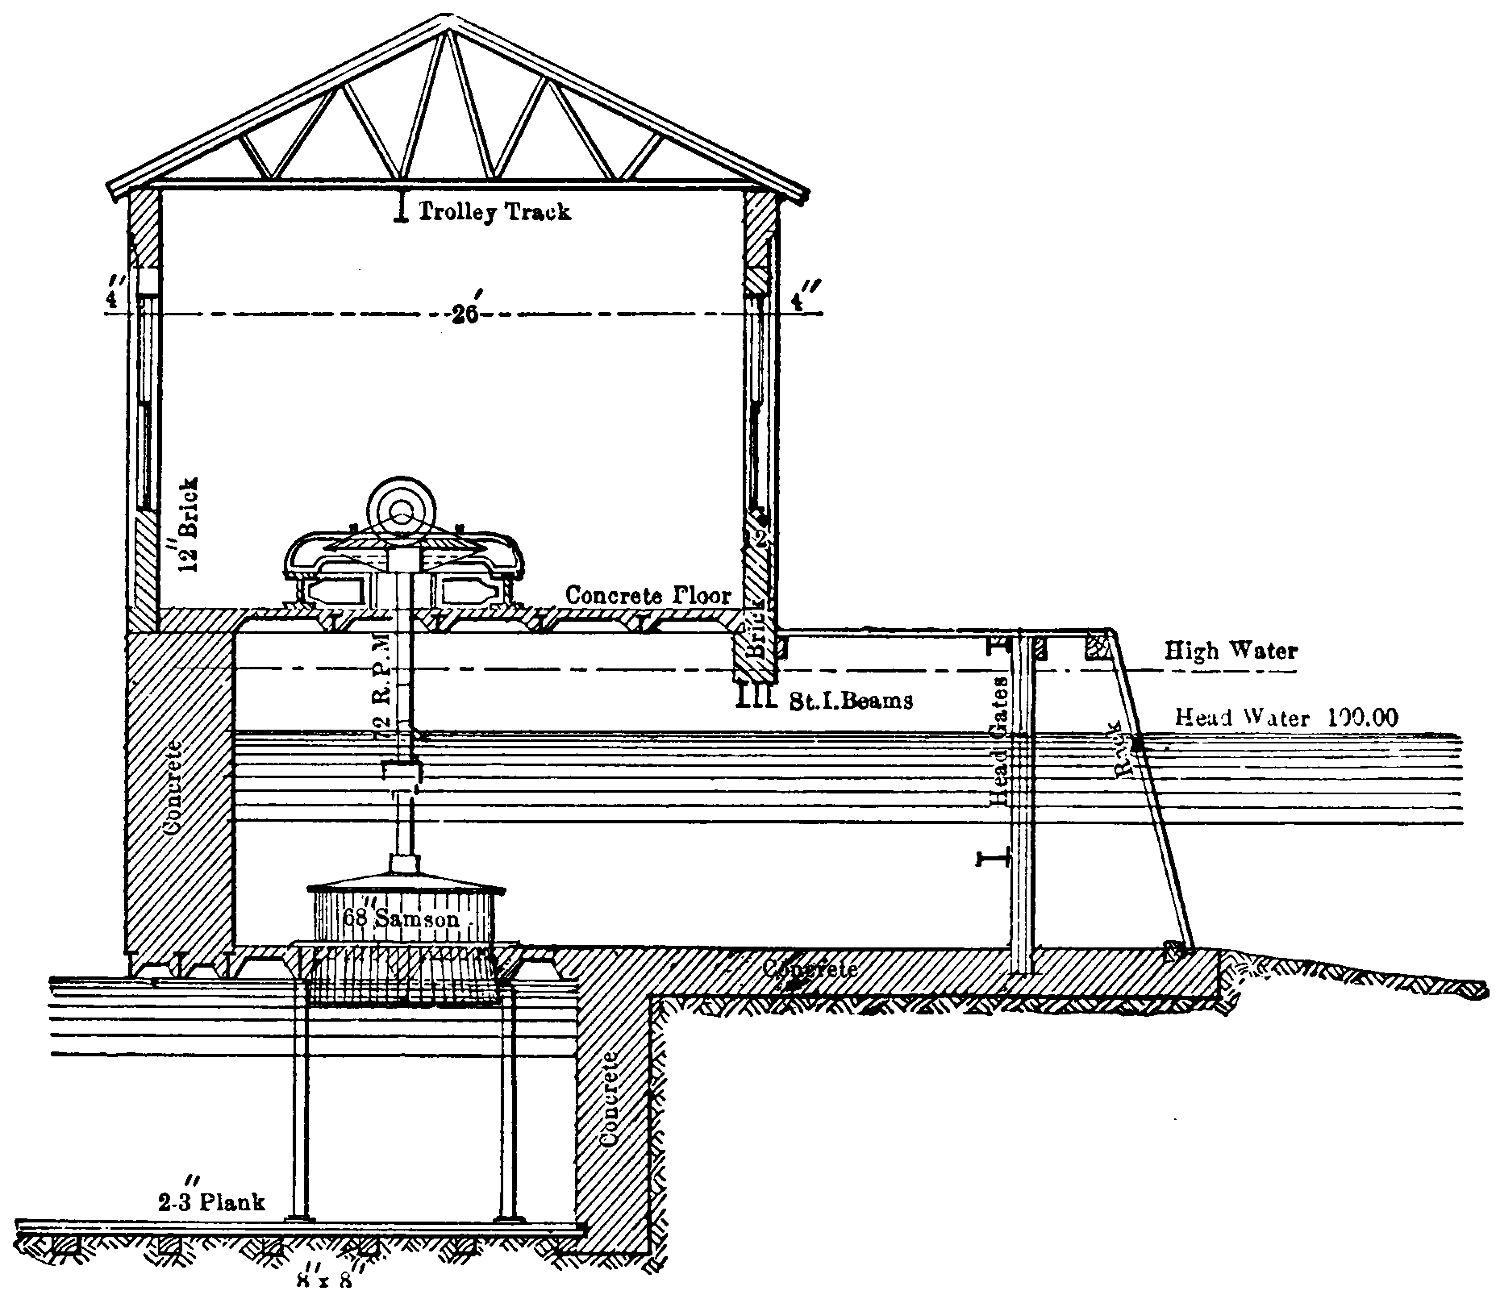 Trolley Track
4" 26' 4"
12" Brick
Concrete Floor
Brick
72 R.P.M
High Water
St.I.Beams
Head Gates
Head Water 100.00
Rack
Concrete
68" Samson
Concrete
Concrete
2-3" Plank
8" x 8"